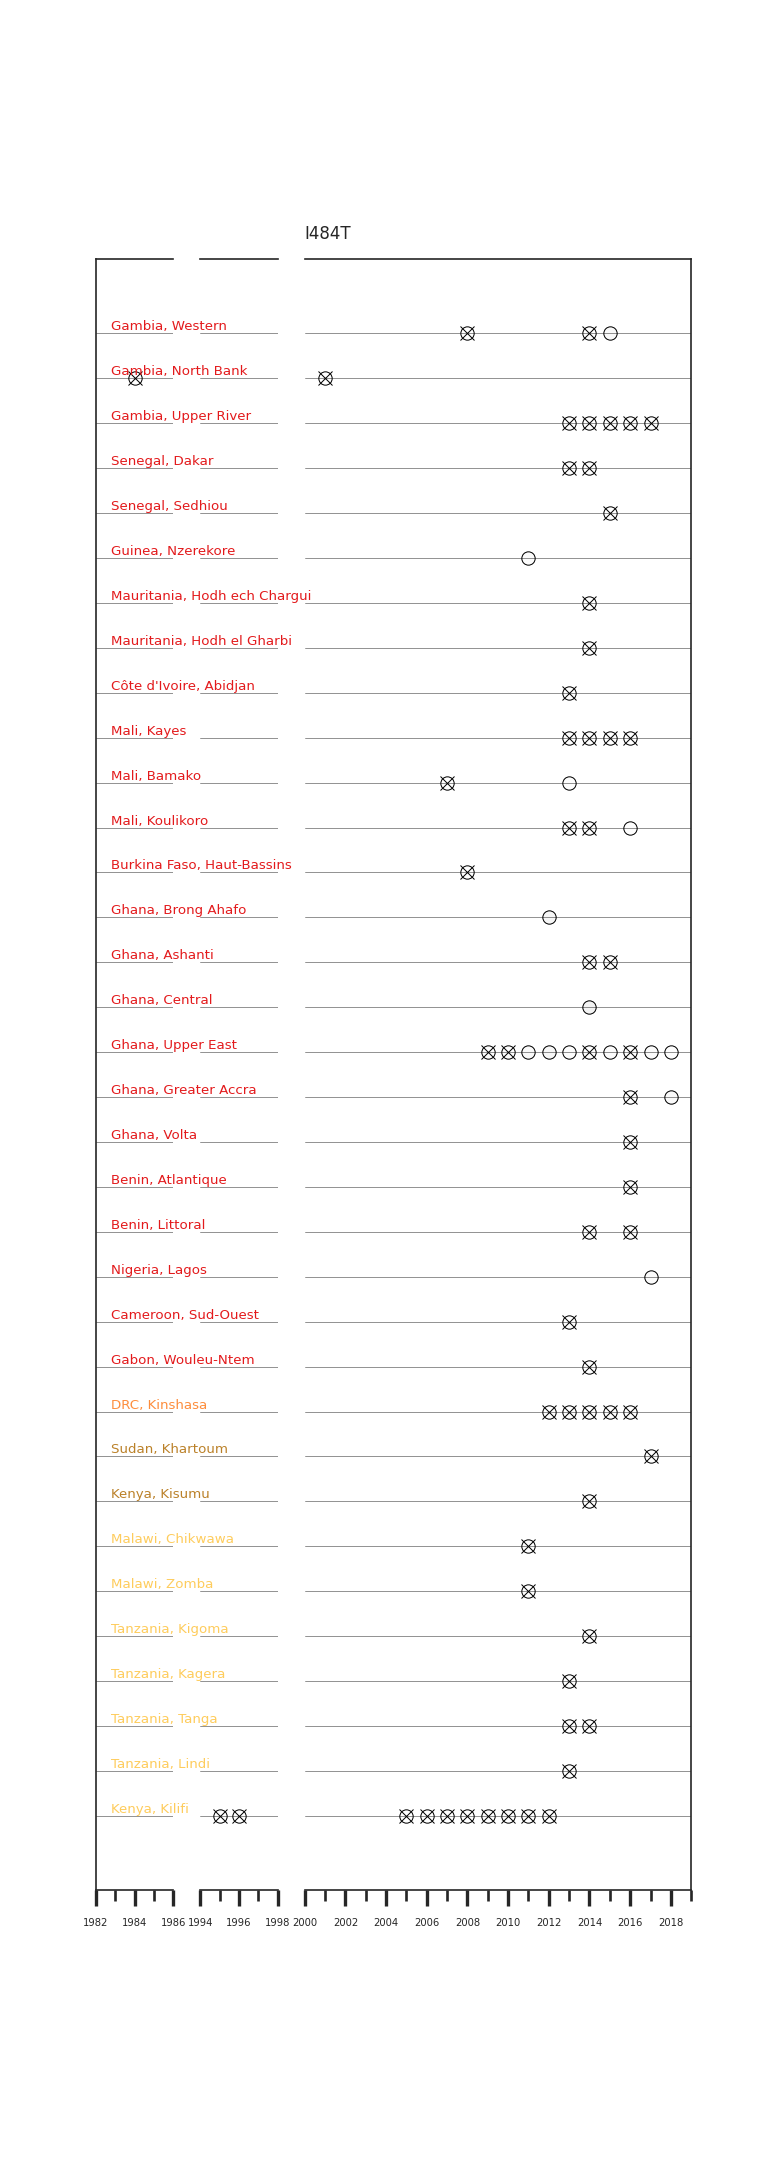 I484T
Gambia, Western
Gambia, North Bank
Gambia, Upper River
Senegal, Dakar
Senegal, Sedhiou
Guinea, Nzerekore
Mauritania, Hodh ech Chargui
Mauritania, Hodh el Gharbi
Côte d'Ivoire, Abidjan
Mali, Kayes
Mali, Bamako
Mali, Koulikoro
Burkina Faso, Haut-Bassins
Ghana, Brong Ahafo
Ghana, Ashanti
Ghana, Central
Ghana, Upper East
Ghana, Greater Accra
Ghana, Volta
Benin, Atlantique
Benin, Littoral
Nigeria, Lagos
Cameroon, Sud-Ouest
Gabon, Wouleu-Ntem
DRC, Kinshasa
Sudan, Khartoum
Kenya, Kisumu
Malawi, Chikwawa
Malawi, Zomba
Tanzania, Kigoma
Tanzania, Kagera
Tanzania, Tanga
Tanzania, Lindi
Kenya, Kilifi
1982 1984 1986 1994 1996 1998 2000 2002 2004 2006 2008 2010 2012 2014 2016 2018